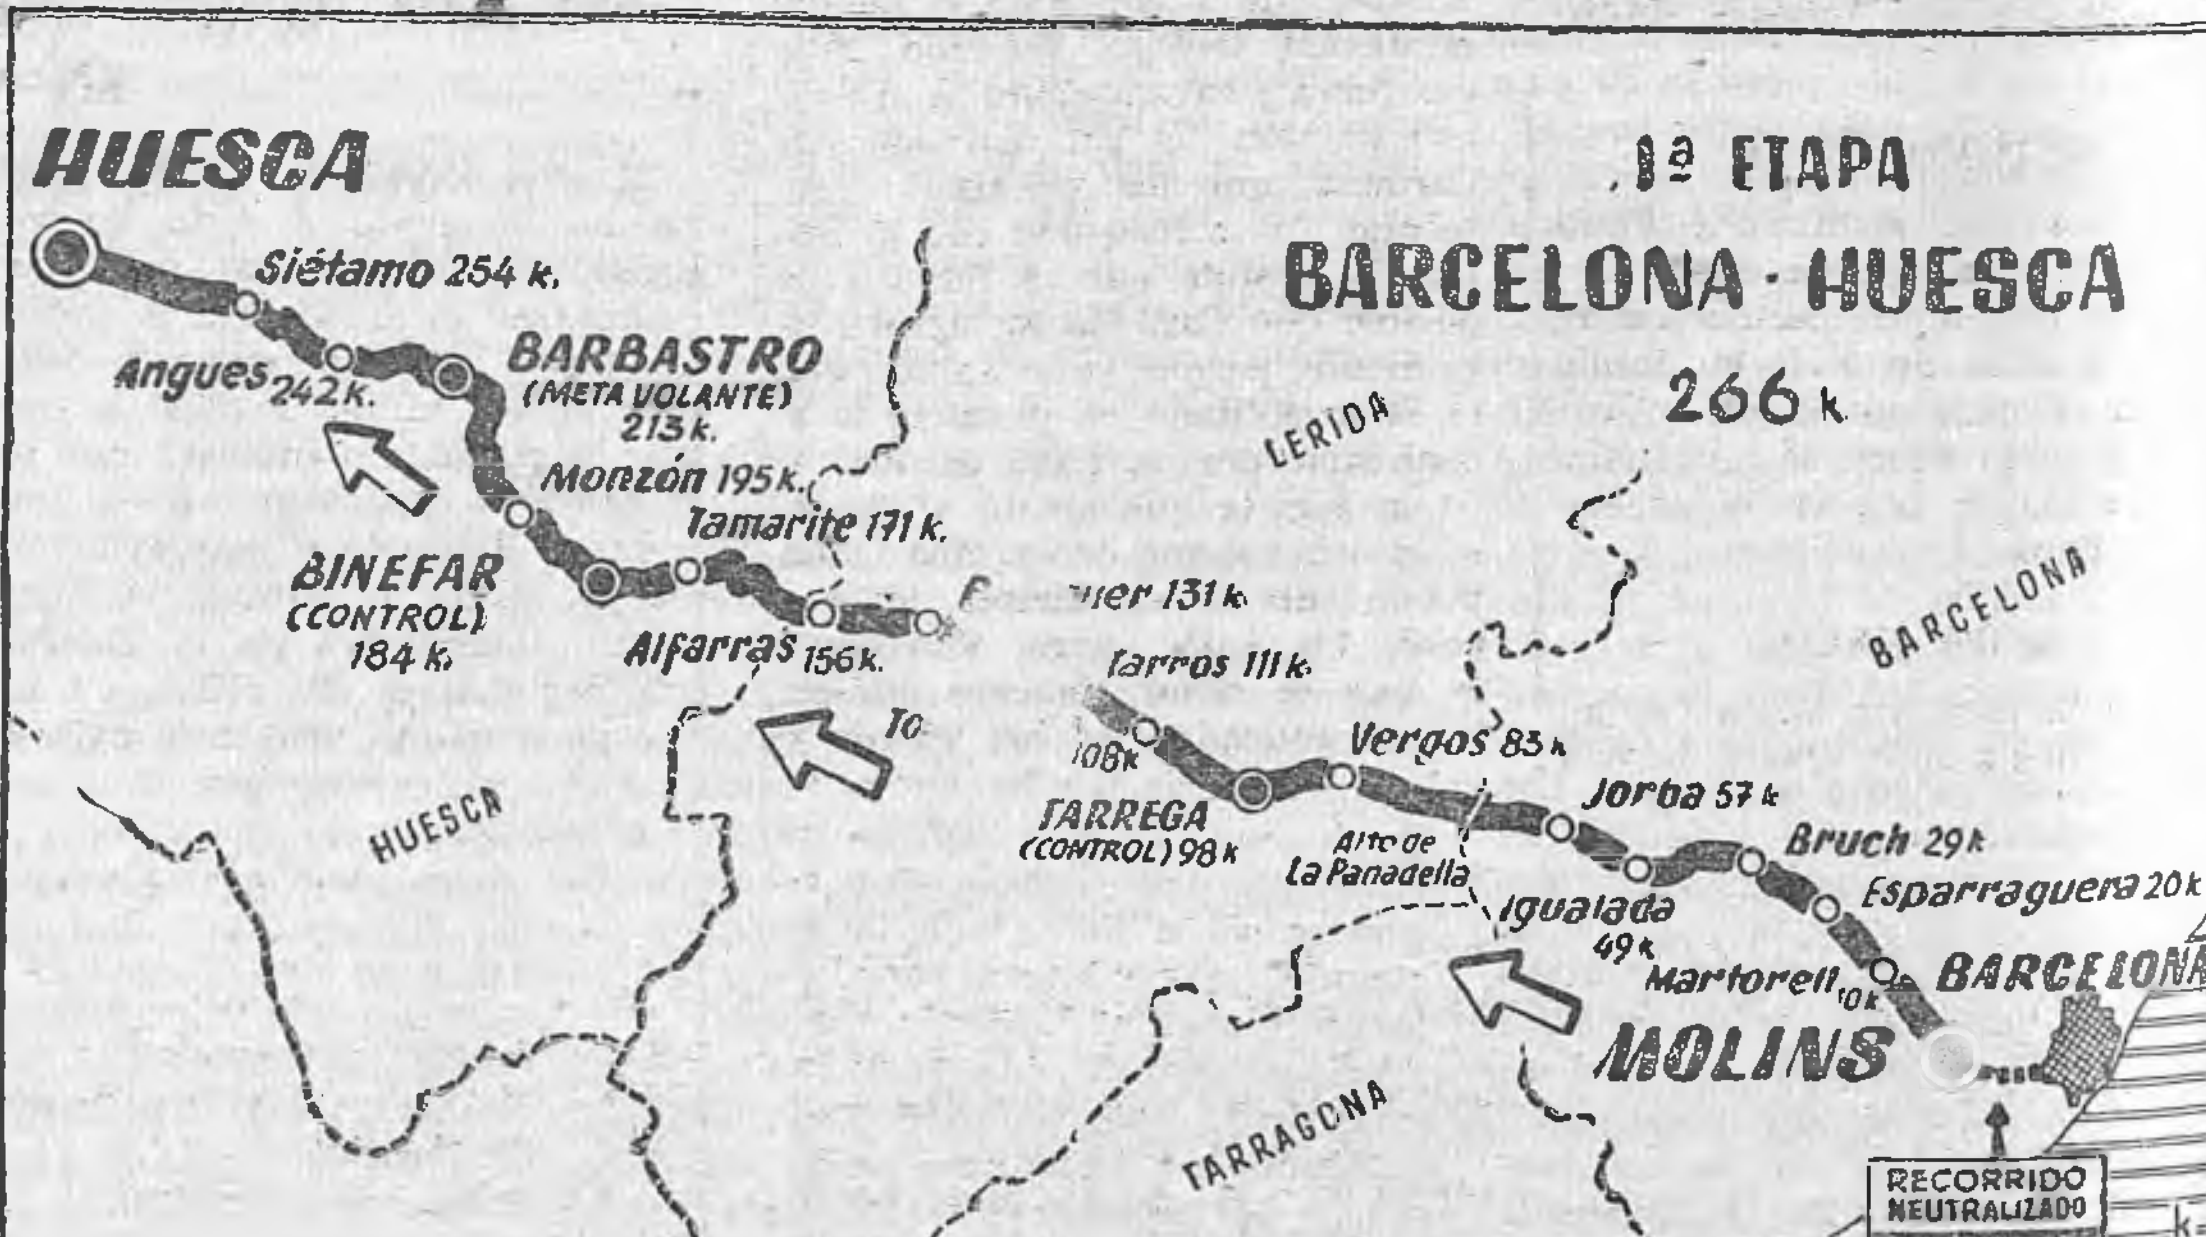 HUESCA
1ª ETAPA
BARCELONA · HUESCA
266 k.
Siétamo 254 k.
Angues 242 k.
BARBASTRO
(META VOLANTE)
213 k.
Monzón 195 k.
Tamarite 171 k.
BINEFAR
(CONTROL)
184 k.
Alfarras 156 k.
131 k.
LERIDA
BARCELONA
111 k.
To
108 k
Vergos 83 k
TARREGA
(CONTROL) 98 k
Alto de
La Panadella
Jorba 57 k
Bruch 29 k
Esparraguera 20 k
Igualada
49 k
Martorell 10 k
BARCELONA
MOLINS
HUESCA
TARRAGONA
RECORRIDO
NEUTRALIZADO